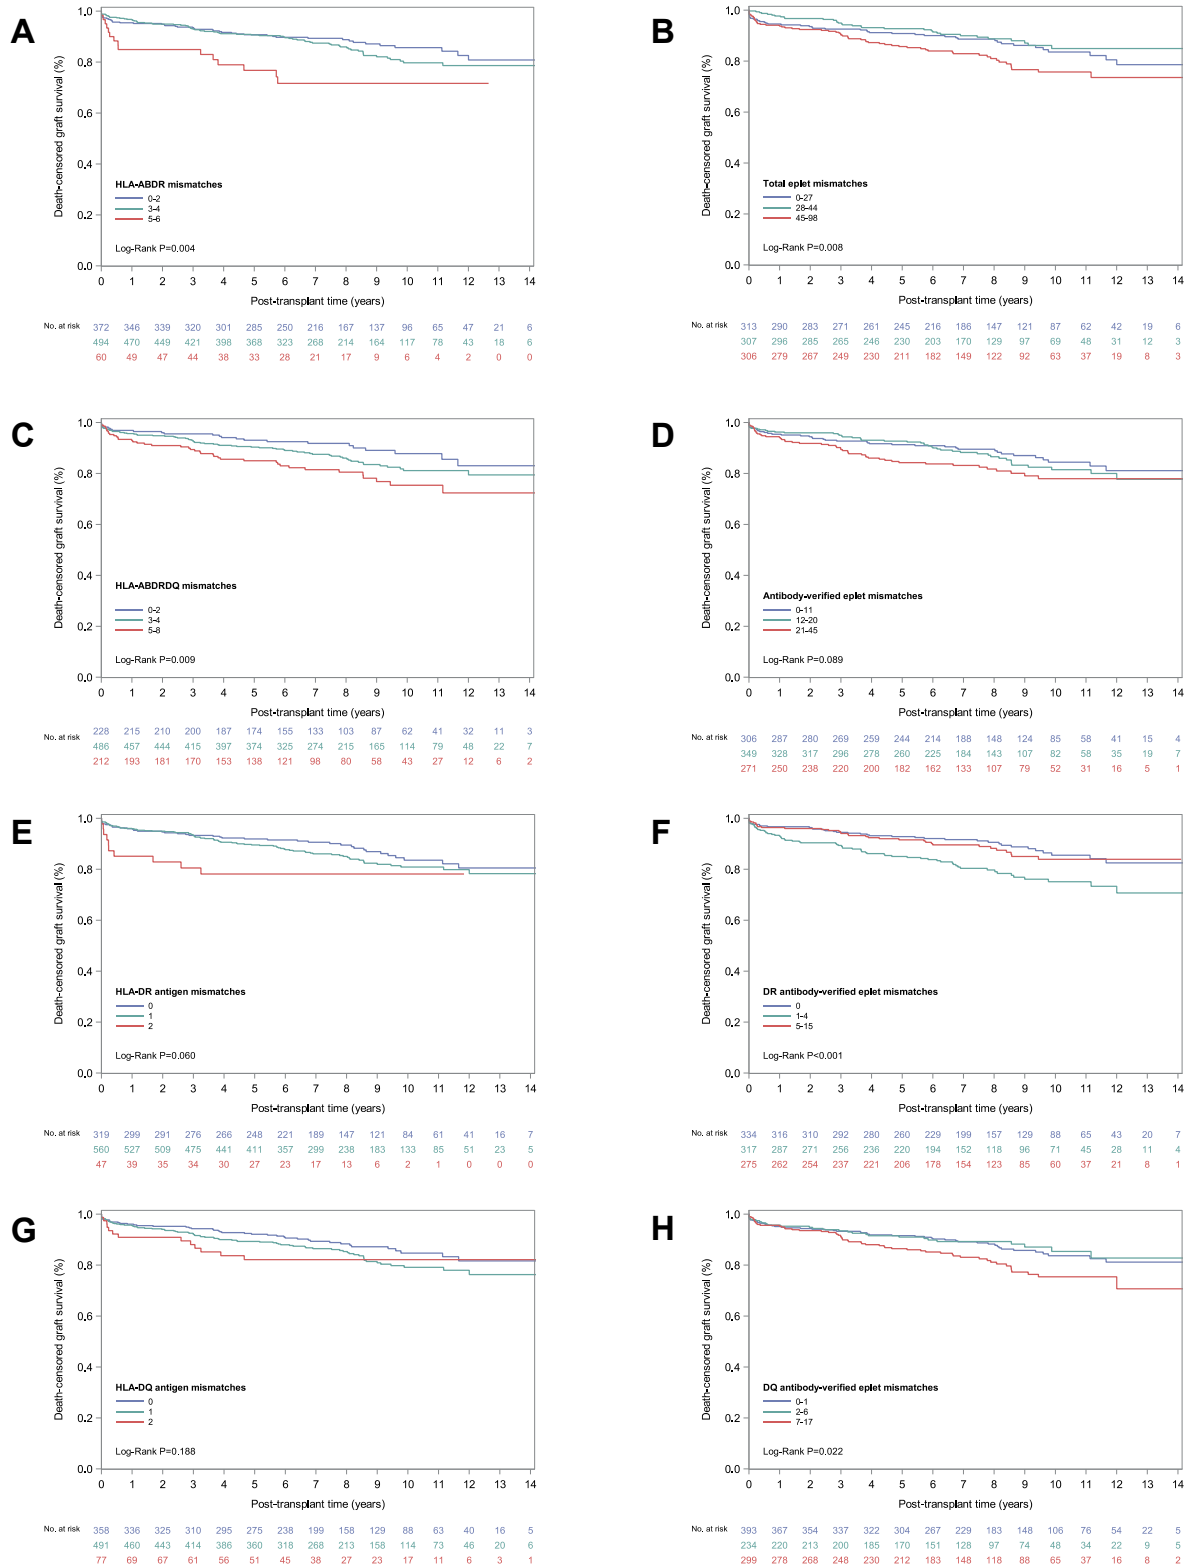 A
Death-censored graft survival (%)
1.0
0.8
0.6
0.4
0.2
0.0
HLA-ABDR mismatches
0-2
3-4
5-6
Log-Rank P=0.004
0 1 2 3 4 5 6 7 8 9 10 11 12 13 14
Post-transplant time (years)
No. at risk 372 346 339 320 301 285 250 216 167 137 96 65 47 21 6
494 470 449 421 398 368 323 268 214 164 117 78 43 18 6
60 49 47 44 38 33 28 21 17 9 6 4 2 0 0
B
Death-censored graft survival (%)
1.0
0.8
0.6
0.4
0.2
0.0
Total eplet mismatches
0-27
28-44
45-98
Log-Rank P=0.008
0 1 2 3 4 5 6 7 8 9 10 11 12 13 14
Post-transplant time (years)
No. at risk 313 290 283 271 261 245 216 186 147 121 87 62 42 19 6
307 296 285 265 246 230 203 170 129 97 69 48 31 12 3
306 279 267 249 230 211 182 149 122 92 63 37 19 8 3
C
Death-censored graft survival (%)
1.0
0.8
0.6
0.4
0.2
0.0
HLA-ABDRDQ mismatches
0-2
3-4
5-8
Log-Rank P=0.009
0 1 2 3 4 5 6 7 8 9 10 11 12 13 14
Post-transplant time (years)
No. at risk 228 215 210 200 187 174 155 133 103 87 62 41 32 11 3
486 457 444 415 397 374 325 274 215 165 114 79 48 22 7
212 193 181 170 153 138 121 98 80 58 43 27 12 6 2
D
Death-censored graft survival (%)
1.0
0.8
0.6
0.4
0.2
0.0
Antibody-verified eplet mismatches
0-11
12-20
21-45
Log-Rank P=0.089
0 1 2 3 4 5 6 7 8 9 10 11 12 13 14
Post-transplant time (years)
No. at risk 306 287 280 269 259 244 214 188 148 124 85 58 41 15 4
349 328 317 296 278 260 225 184 143 107 82 58 35 19 7
271 250 238 220 200 182 162 133 107 79 52 31 16 5 1
E
Death-censored graft survival (%)
1.0
0.8
0.6
0.4
0.2
0.0
HLA-DR antigen mismatches
0
1
2
Log-Rank P=0.060
0 1 2 3 4 5 6 7 8 9 10 11 12 13 14
Post-transplant time (years)
No. at risk 319 299 291 276 266 248 221 189 147 121 84 61 41 16 7
560 527 509 475 441 411 357 299 238 183 133 85 51 23 5
47 39 35 34 30 27 23 17 13 6 2 1 0 0 0
F
Death-censored graft survival (%)
1.0
0.8
0.6
0.4
0.2
0.0
DR antibody-verified eplet mismatches
0
1-4
5-15
Log-Rank P<0.001
0 1 2 3 4 5 6 7 8 9 10 11 12 13 14
Post-transplant time (years)
No. at risk 334 316 310 292 280 260 229 199 157 129 88 65 43 20 7
317 287 271 256 236 220 194 152 118 96 71 45 28 11 4
275 262 254 237 221 206 178 154 123 85 60 37 21 8 1
G
Death-censored graft survival (%)
1.0
0.8
0.6
0.4
0.2
0.0
HLA-DQ antigen mismatches
0
1
2
Log-Rank P=0.188
0 1 2 3 4 5 6 7 8 9 10 11 12 13 14
Post-transplant time (years)
No. at risk 358 336 325 310 295 275 238 199 158 129 88 63 40 16 5
491 460 443 414 386 360 318 268 213 158 114 73 46 20 6
77 69 67 61 56 51 45 38 27 23 17 11 6 3 1
H
Death-censored graft survival (%)
1.0
0.8
0.6
0.4
0.2
0.0
DQ antibody-verified eplet mismatches
0-1
2-6
7-17
Log-Rank P=0.022
0 1 2 3 4 5 6 7 8 9 10 11 12 13 14
Post-transplant time (years)
No. at risk 393 367 354 337 322 304 267 229 183 148 106 76 54 22 5
234 220 213 200 185 170 151 128 97 74 48 34 22 9 5
299 278 268 248 230 212 183 148 118 88 65 37 16 8 2